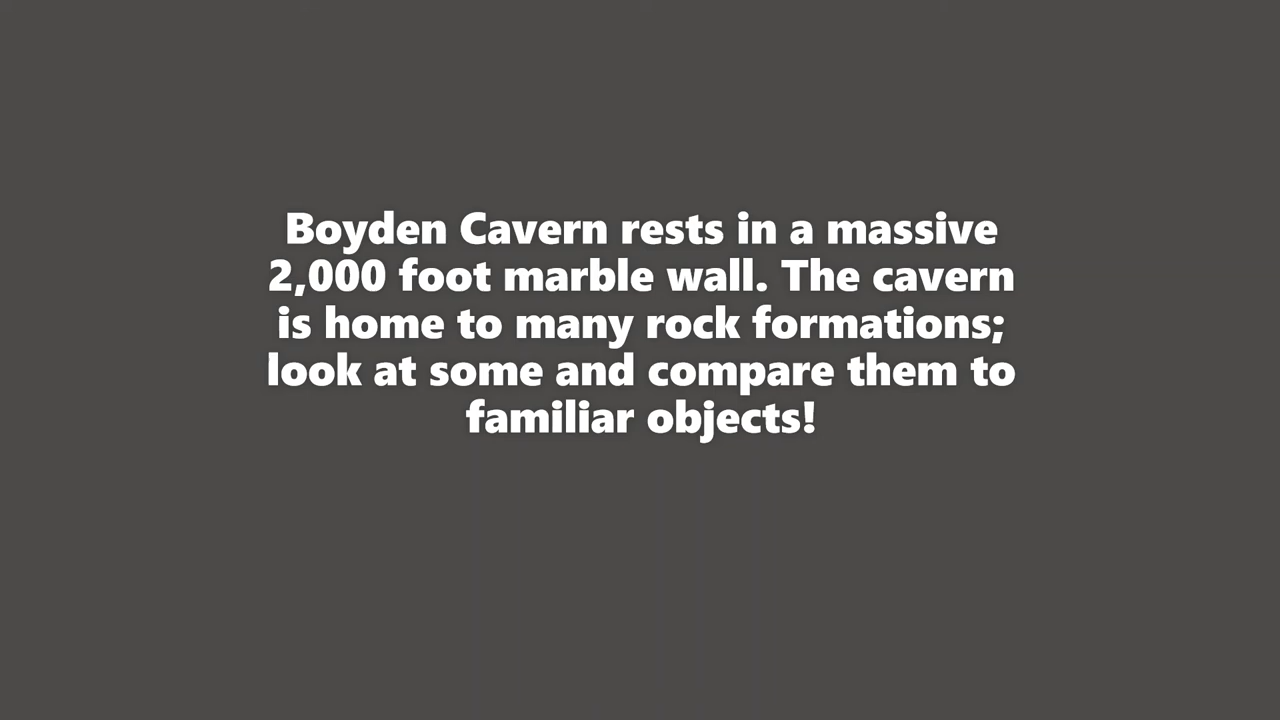 Boyden Cavern rests in a massive
2,000 foot marble wall. The cavern
is home to many rock formations;
look at some and compare them to
familiar objects!